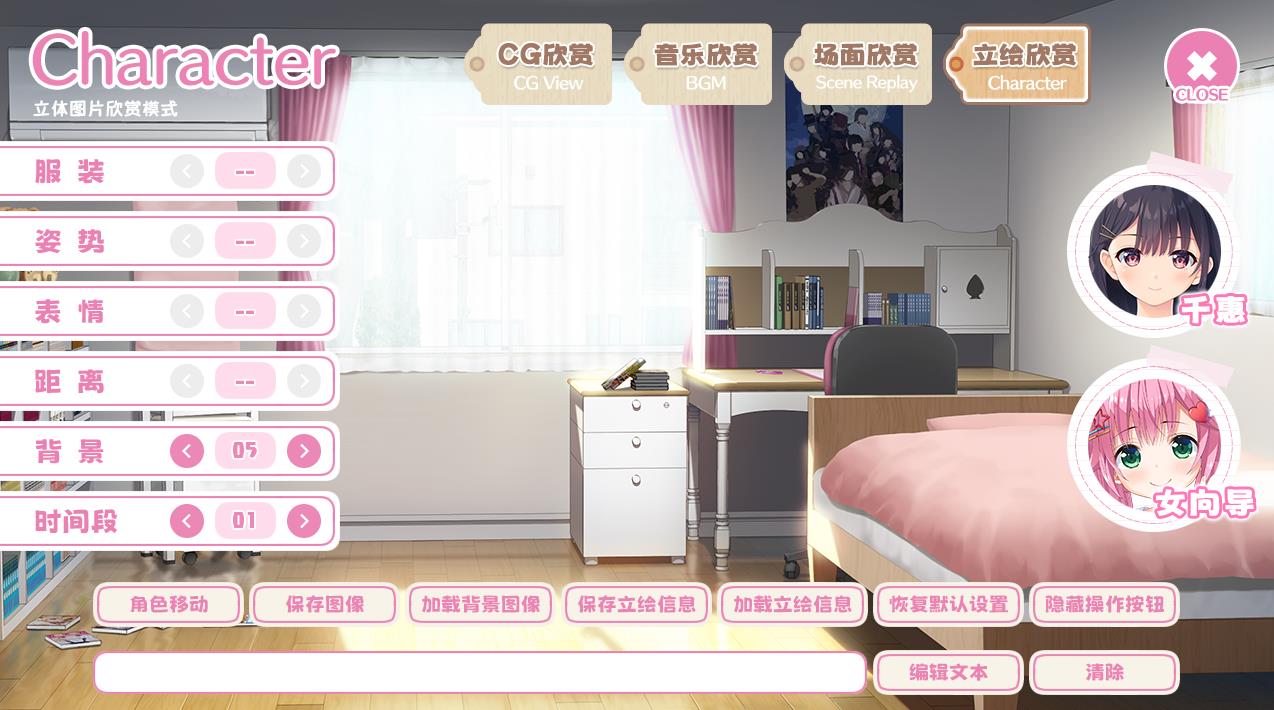 Character
立体图片欣赏模式
CG欣赏
CG View
音乐欣赏
BGM
场面欣赏
Scene Replay
立绘欣赏
Character
CLOSE
服装 --
姿势 --
表情 --
距离 --
背景 05
时间段 01
千惠
女向导
角色移动
保存图像
加载背景图像
保存立绘信息
加载立绘信息
恢复默认设置
隐藏操作按钮
编辑文本
清除